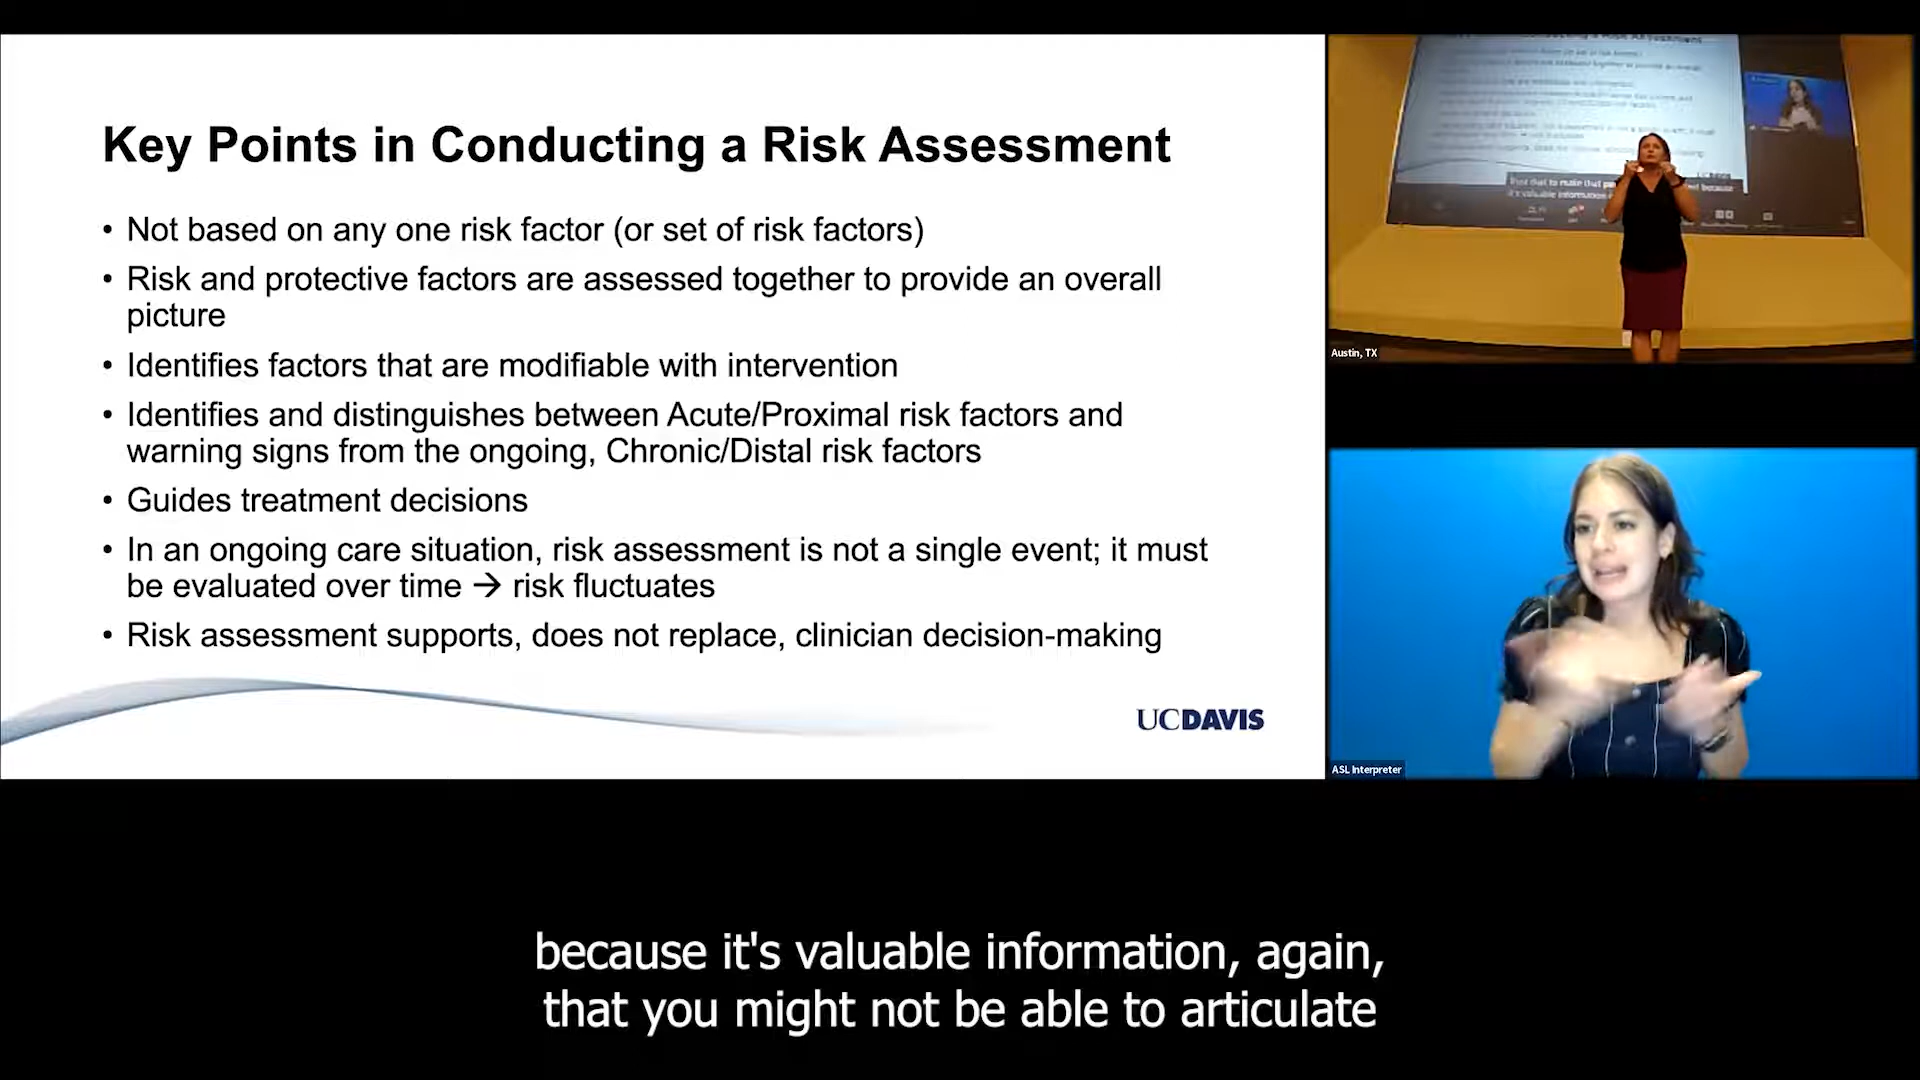 Key Points in Conducting a Risk Assessment
• Not based on any one risk factor (or set of risk factors)
• Risk and protective factors are assessed together to provide an overall
picture
• Identifies factors that are modifiable with intervention
• Identifies and distinguishes between Acute/Proximal risk factors and
warning signs from the ongoing, Chronic/Distal risk factors
• Guides treatment decisions
• In an ongoing care situation, risk assessment is not a single event; it must
be evaluated over time → risk fluctuates
• Risk assessment supports, does not replace, clinician decision-making
UCDAVIS
Austin, TX
ASL Interpreter
because it's valuable information, again,
that you might not be able to articulate